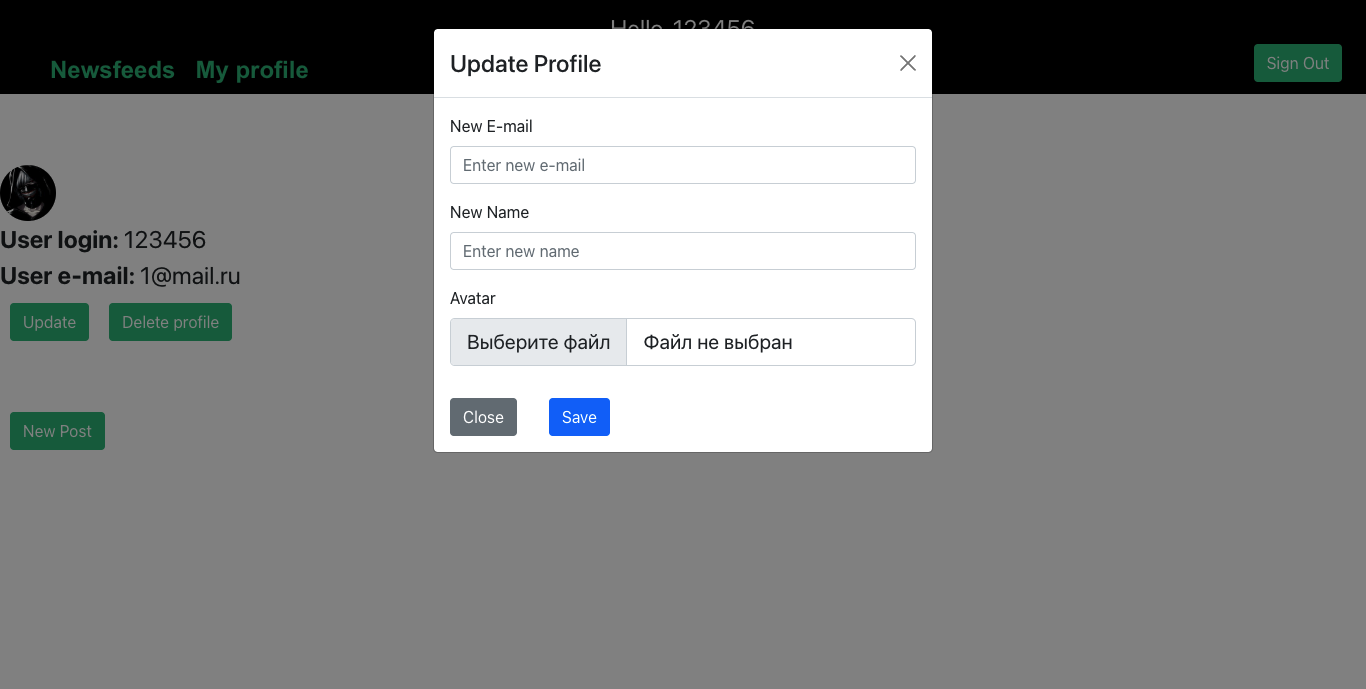 Hello, 123456
Newsfeeds My profile
Sign Out
Update Profile
New E-mail
Enter new e-mail
New Name
Enter new name
Avatar
Выберите файл Файл не выбран
Close Save
User login: 123456
User e-mail: 1@mail.ru
Update Delete profile
New Post